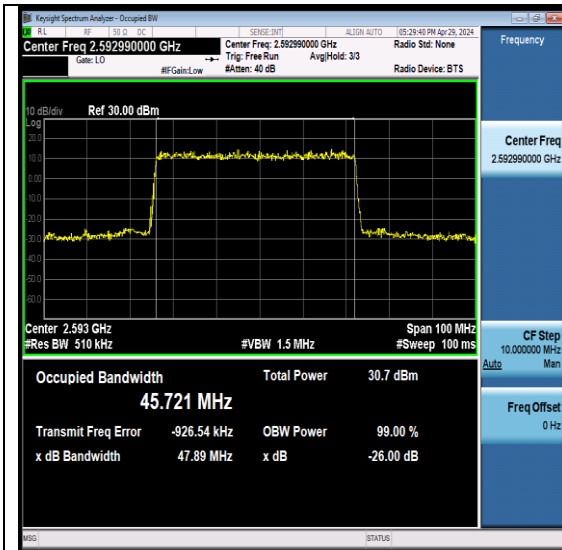 Keysight Spectrum Analyzer - Occupied BW
RL RF 50 Ω DC SENSE:INT ALIGN AUTO 05:29:40 PM Apr 29, 2024
Center Freq 2.592990000 GHz Center Freq: 2.592990000 GHz Radio Std: None
Gate: LO Trig: Free Run Avg|Hold: 3/3
#IFGain:Low #Atten: 40 dB Radio Device: BTS
10 dB/div Ref 30.00 dBm
Log
20.0
10.0
0.00
-10.0
-20.0
-30.0
-40.0
-50.0
-60.0
Center 2.593 GHz Span 100 MHz
#Res BW 510 kHz #VBW 1.5 MHz #Sweep 100 ms
Occupied Bandwidth Total Power 30.7 dBm
45.721 MHz
Transmit Freq Error -926.54 kHz OBW Power 99.00 %
x dB Bandwidth 47.89 MHz x dB -26.00 dB
MSG STATUS
Frequency
Center Freq
2.592990000 GHz
CF Step
10.000000 MHz
Auto Man
Freq Offset
0 Hz